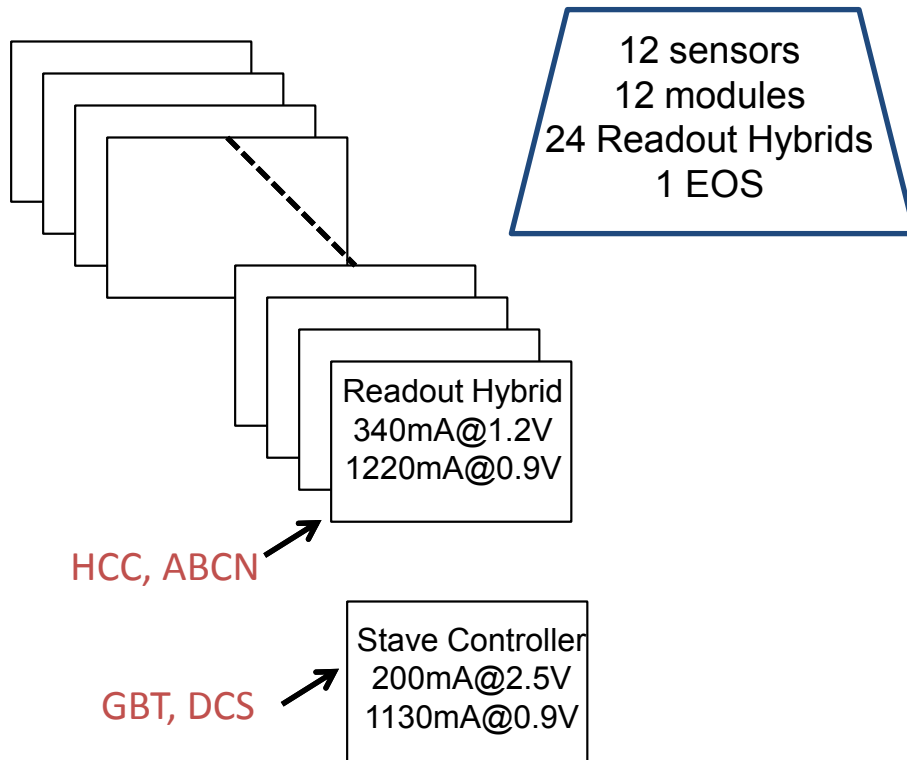 12 sensors
12 modules
24 Readout Hybrids
1 EOS
Readout Hybrid
340mA@1.2V
1220mA@0.9V
HCC, ABCN
Stave Controller
200mA@2.5V
1130mA@0.9V
GBT, DCS